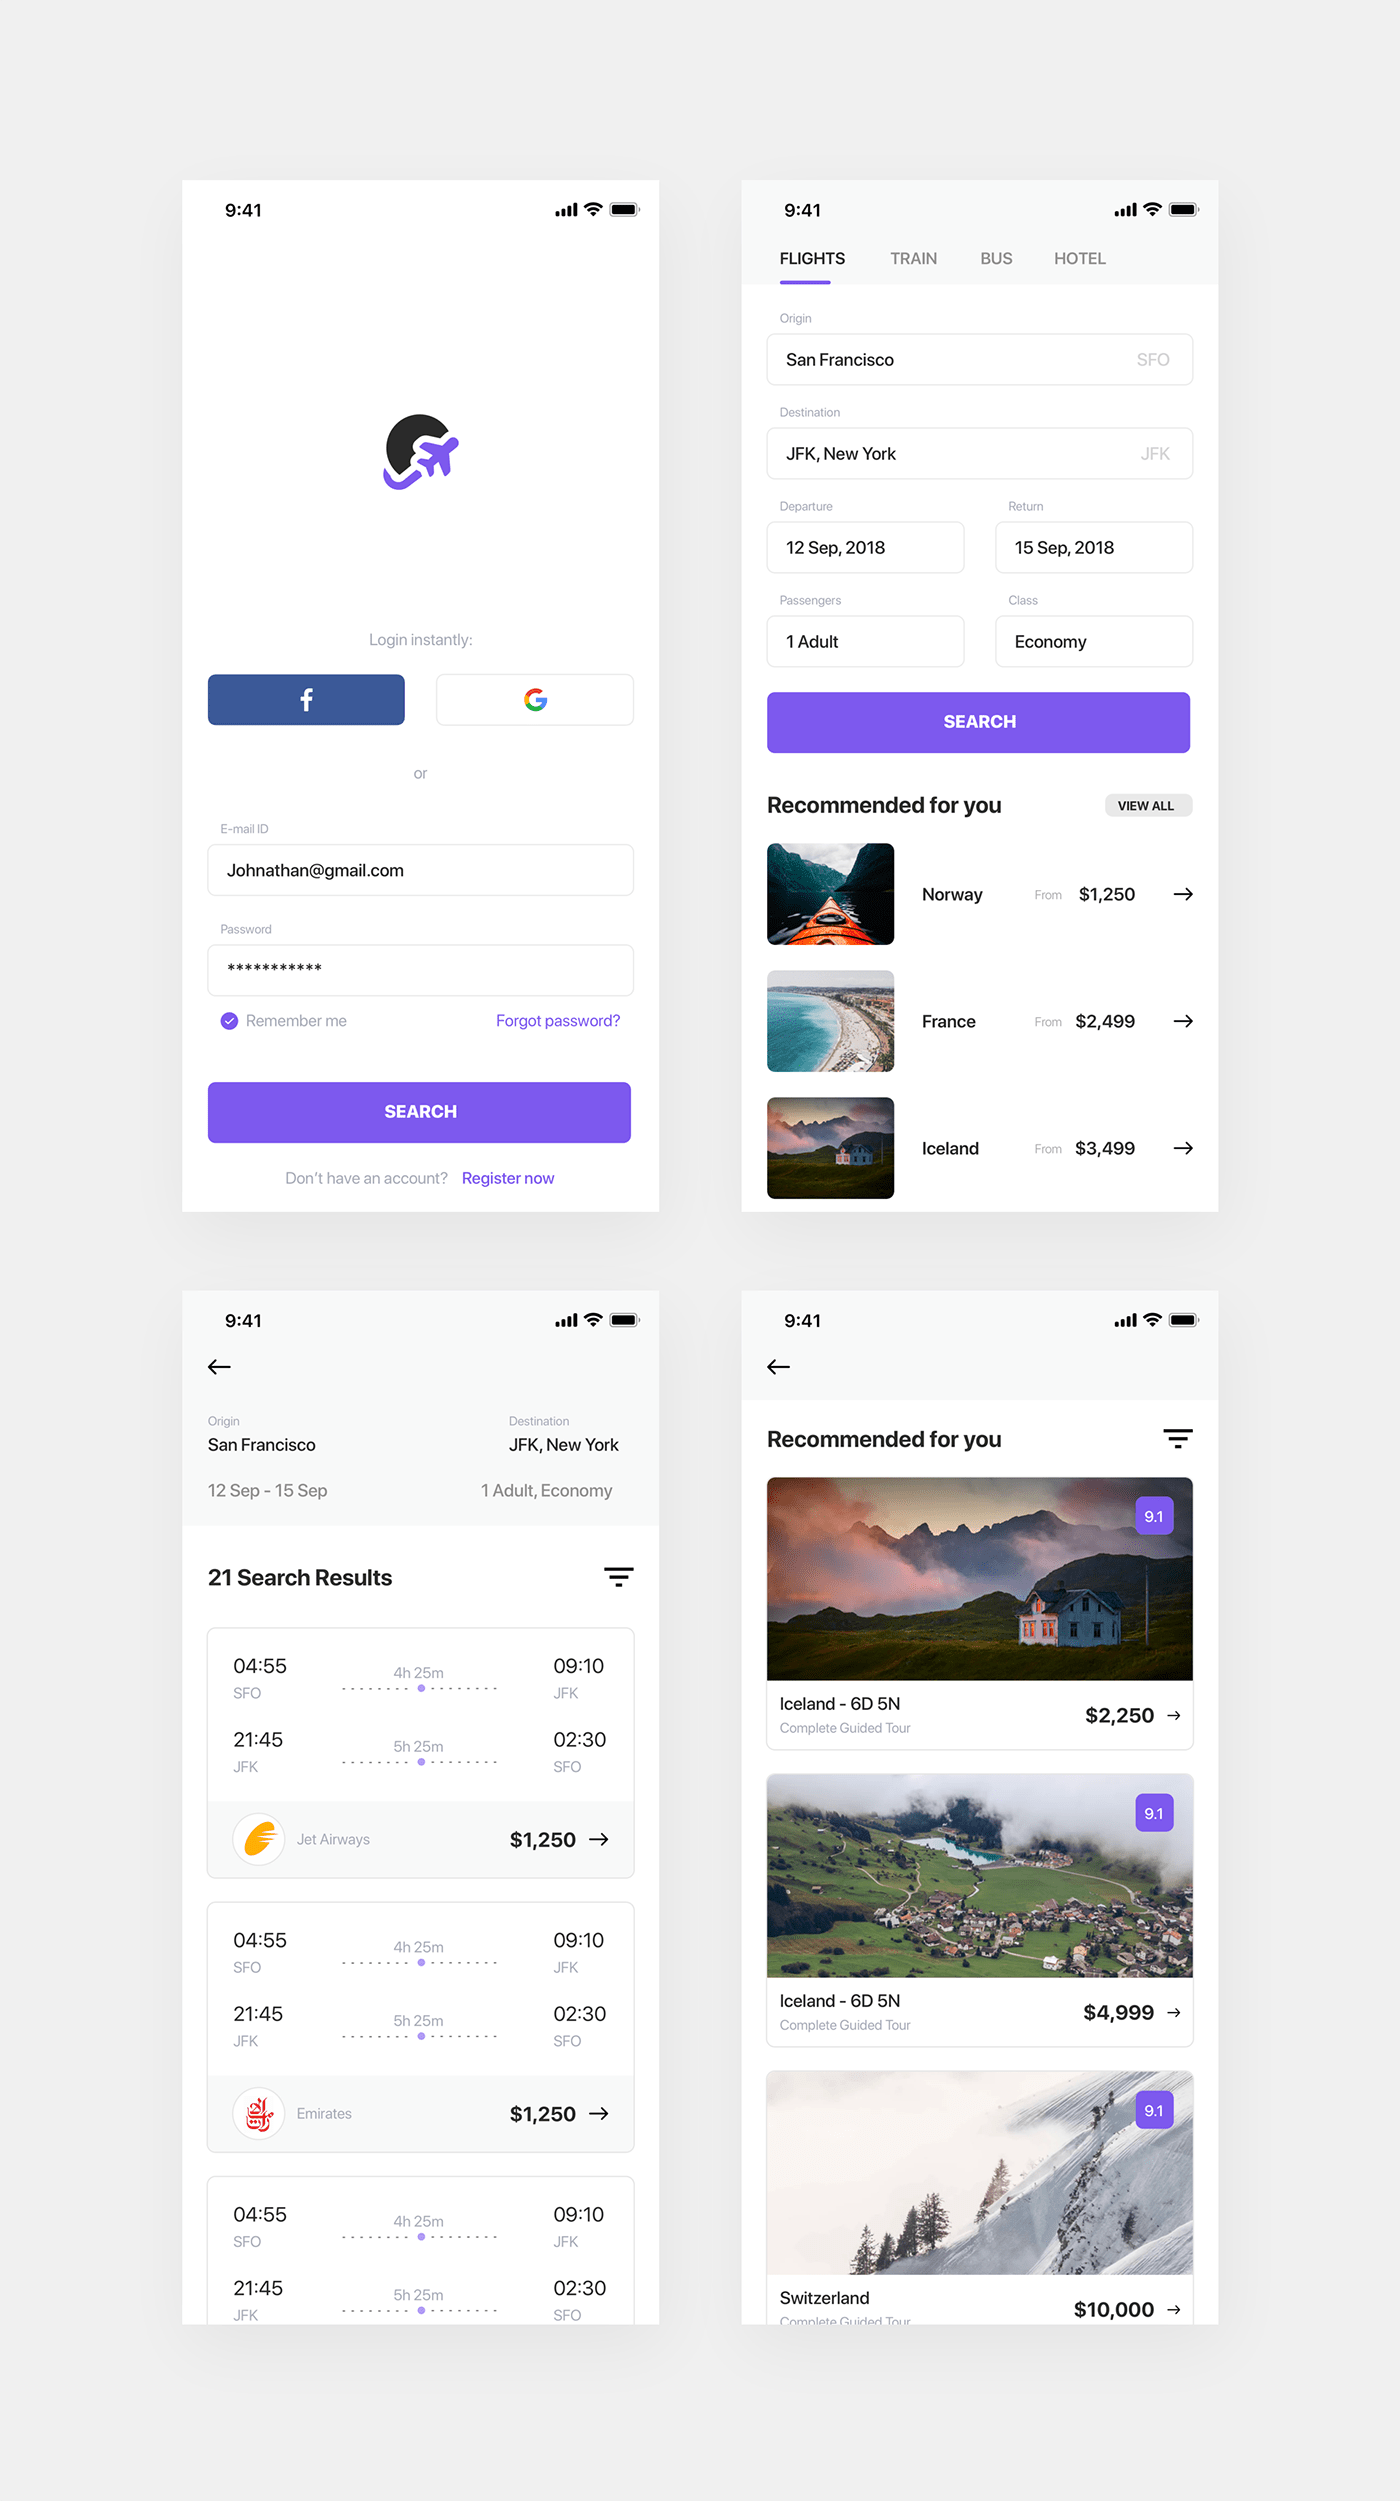 9:41
Login instantly:
f
G
or
E-mail ID
Johnathan@gmail.com
Password
***********
Remember me Forgot password?
SEARCH
Don't have an account? Register now
9:41
FLIGHTS TRAIN BUS HOTEL
Origin
San Francisco SFO
Destination
JFK, New York JFK
Departure Return
12 Sep, 2018 15 Sep, 2018
Passengers Class
1 Adult Economy
SEARCH
Recommended for you VIEW ALL
Norway From $1,250
France From $2,499
Iceland From $3,499
9:41
Origin Destination
San Francisco JFK, New York
12 Sep - 15 Sep 1 Adult, Economy
21 Search Results
04:55 4h 25m 09:10
SFO JFK
21:45 5h 25m 02:30
JFK SFO
Jet Airways $1,250
04:55 4h 25m 09:10
SFO JFK
21:45 5h 25m 02:30
JFK SFO
Emirates $1,250
04:55 4h 25m 09:10
SFO JFK
21:45 5h 25m 02:30
JFK SFO
9:41
Recommended for you
9.1
Iceland - 6D 5N
Complete Guided Tour
$2,250
9.1
Iceland - 6D 5N
Complete Guided Tour
$4,999
9.1
Switzerland
Complete Guided Tour
$10,000